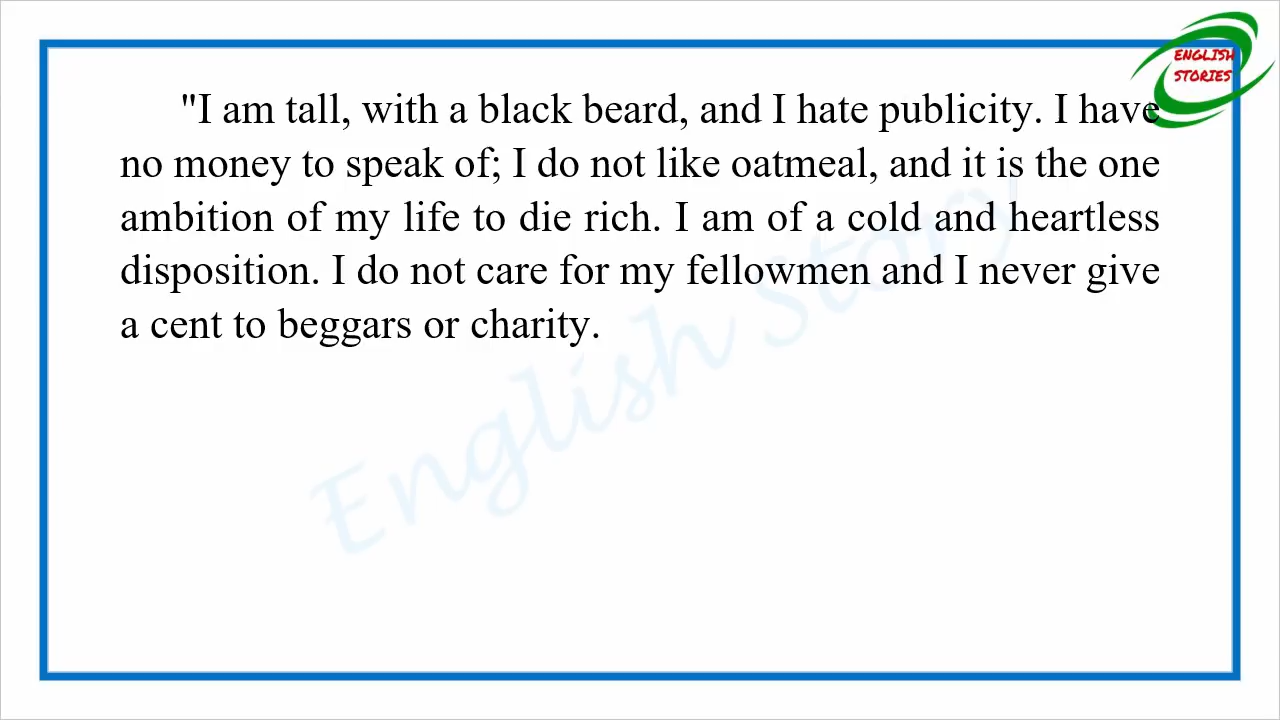 ENGLISH
STORIES
"I am tall, with a black beard, and I hate publicity. I have
no money to speak of; I do not like oatmeal, and it is the one
ambition of my life to die rich. I am of a cold and heartless
disposition. I do not care for my fellowmen and I never give
a cent to beggars or charity.
English Story